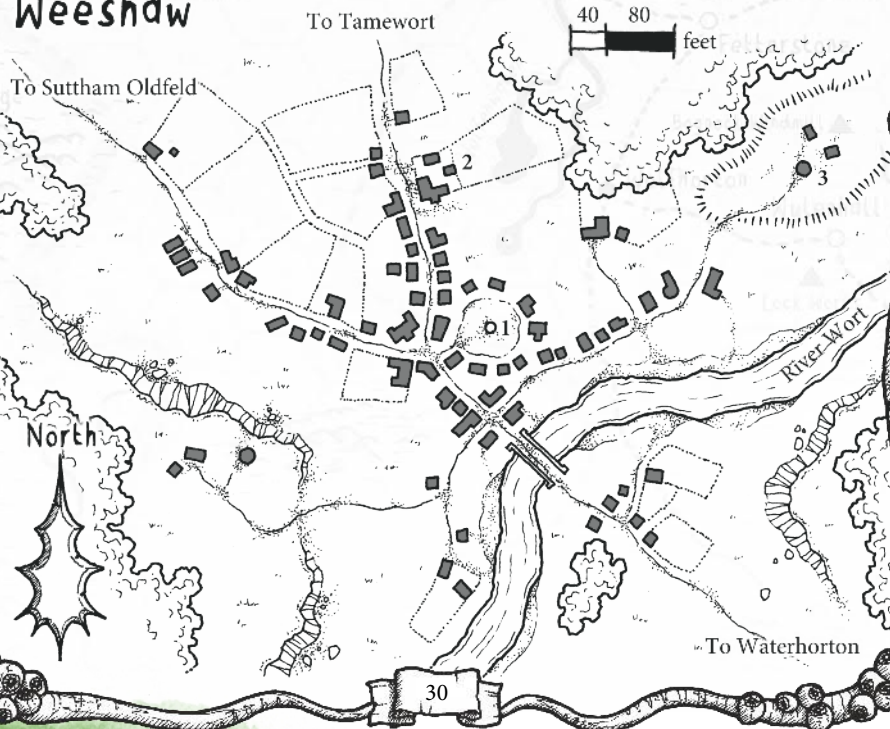 Weeshaw
To Tamewort
40 80
feet
To Suttham Oldfeld
2
3
1
River Wort
North
To Waterhorton
30